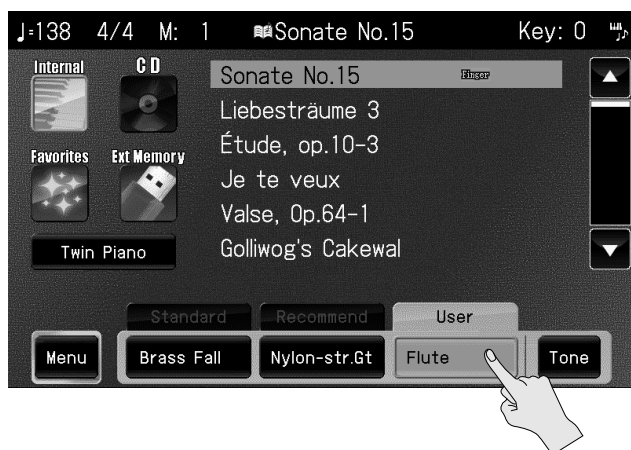 ♩=138 4/4 M: 1 Sonate No.15 Key: 0
Internal CD
Sonate No.15 Finger
Liebesträume 3
Étude, op.10-3
Favorites Ext Memory
Je te veux
Valse, Op.64-1
Twin Piano
Golliwog's Cakewal
Standard Recommend User
Menu Brass Fall Nylon-str.Gt Flute Tone